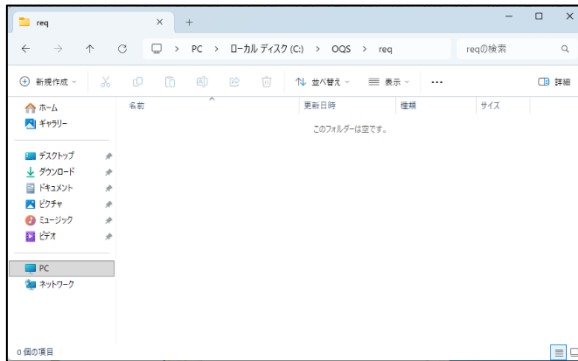 req
PC > ローカル ディスク (C:) > OQS > req
reqの検索
新規作成
並べ替え
表示
詳細
ホーム
ギャラリー
デスクトップ
ダウンロード
ドキュメント
ピクチャ
ミュージック
ビデオ
PC
ネットワーク
名前 更新日時 種類 サイズ
このフォルダーは空です。
0 個の項目